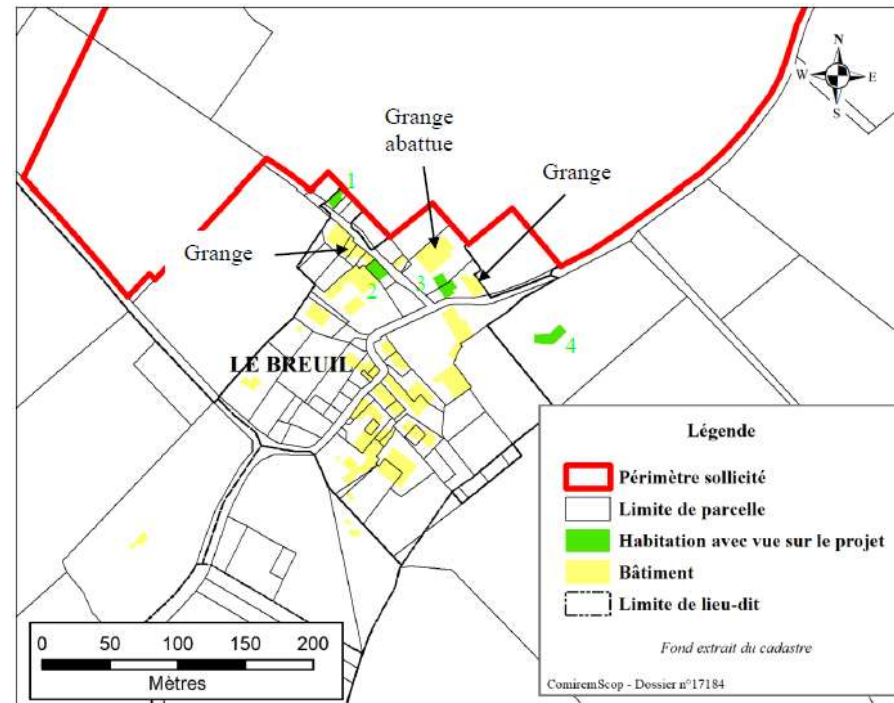 N
W
E
S
Grange
abattue
Grange
1
Grange
2
3
4
LE BREUIL
Légende
Périmètre sollicité
Limite de parcelle
Habitation avec vue sur le projet
Bâtiment
Limite de lieu-dit
Fond extrait du cadastre
ComiremScop - Dossier n°17184
0 50 100 150 200
Mètres